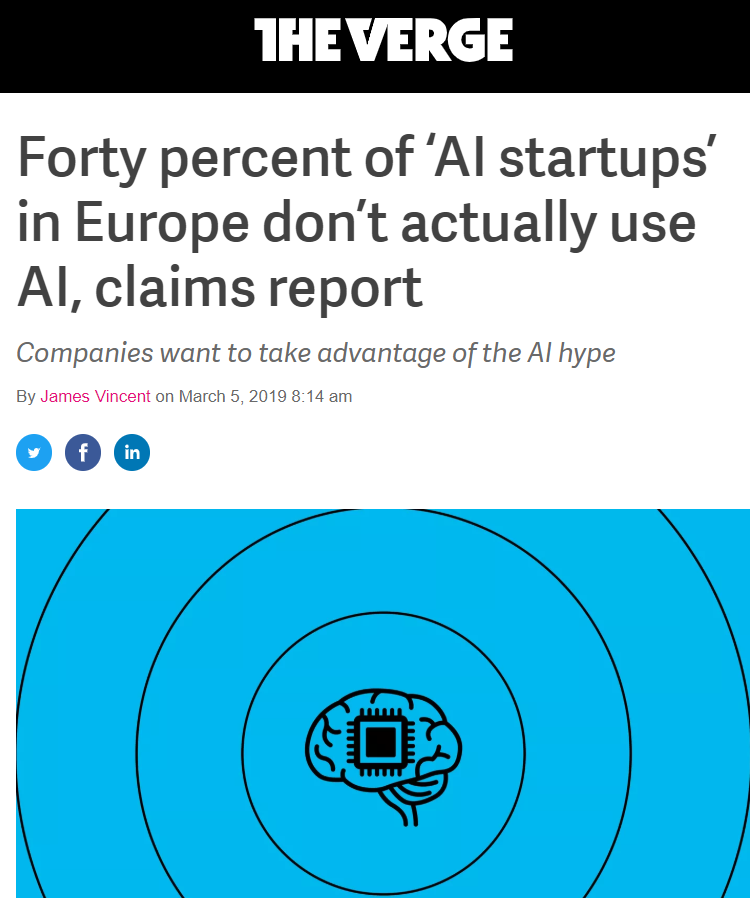 THE VERGE
Forty percent of ‘AI startups’
in Europe don’t actually use
AI, claims report
Companies want to take advantage of the AI hype
By James Vincent on March 5, 2019 8:14 am
f
in